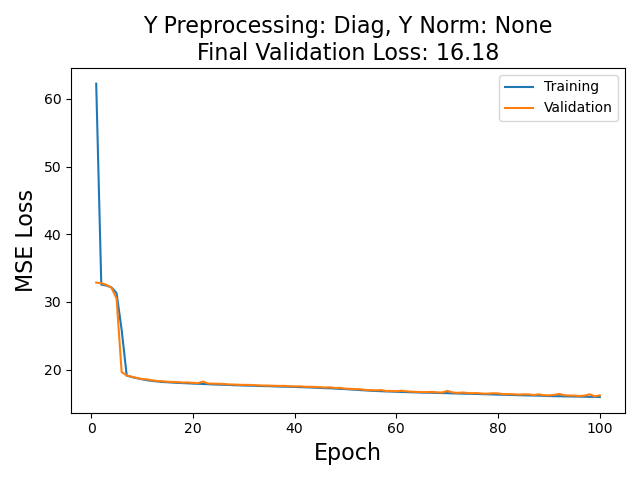 Y Preprocessing: Diag, Y Norm: None
Final Validation Loss: 16.18
Training
Validation
MSE Loss
60
50
40
30
20
0
20
40
60
80
100
Epoch